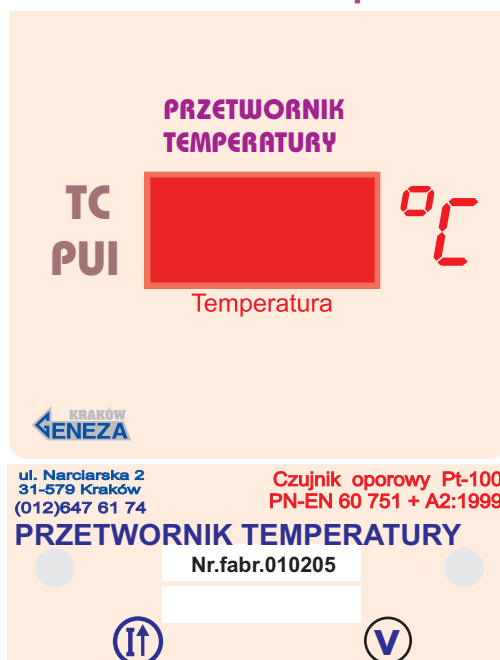 PRZETWORNIK
TEMPERATURY
TC
PUI
°C
Temperatura
KRAKÓW
GENEZA
ul. Narciarska 2
31-579 Kraków
(012)647 61 74
Czujnik oporowy Pt-100
PN-EN 60 751 + A2:1999
PRZETWORNIK TEMPERATURY
Nr.fabr.010205
I↑
V